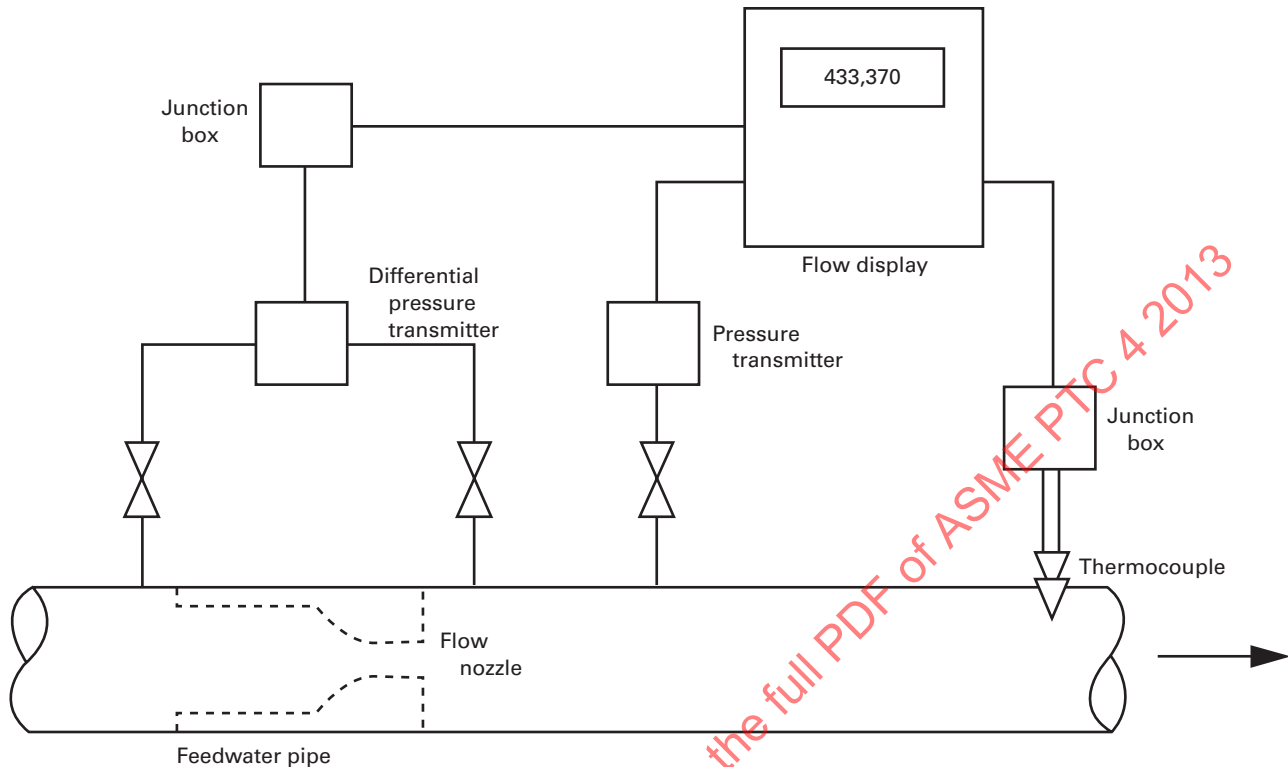 433,370
Junction
box
Flow display
Differential
pressure
transmitter
Pressure
transmitter
Junction
box
Thermocouple
Flow
nozzle
Feedwater pipe
the full PDF of ASME PTC 4 2013